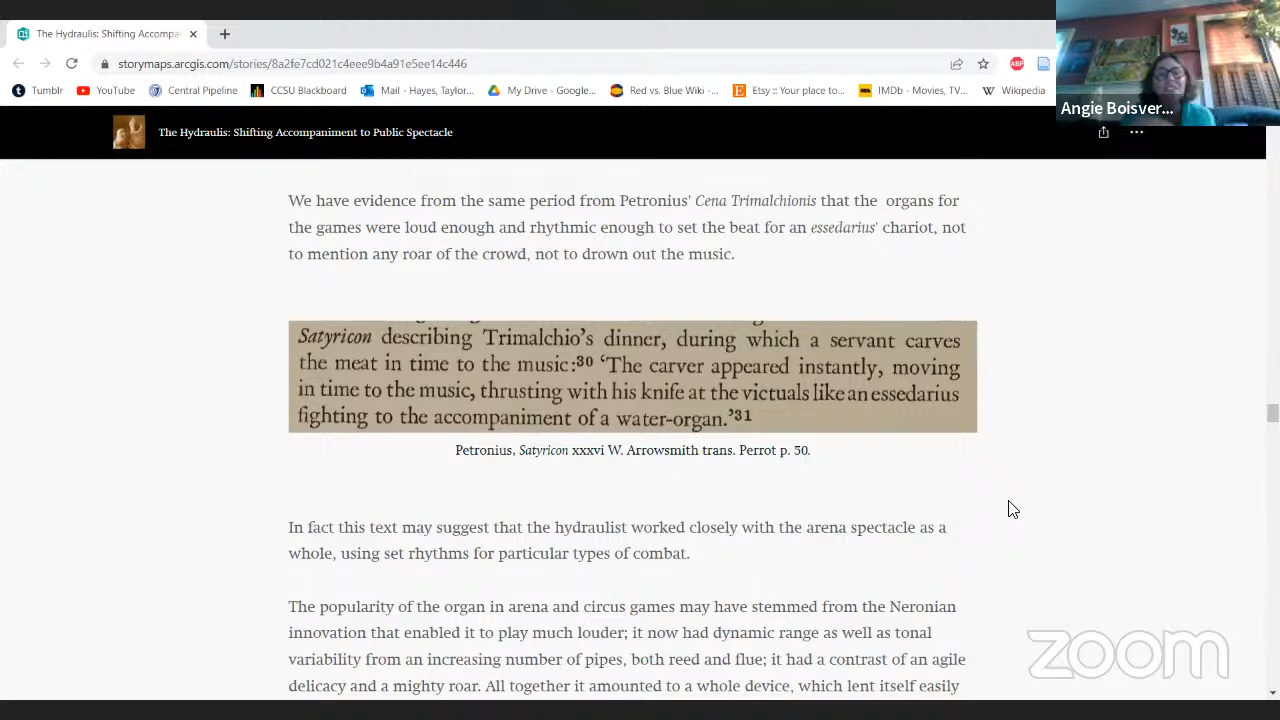 The Hydraulis: Shifting Accompa
storymaps.arcgis.com/stories/8a2fe7cd021c4eee9b4a91e5ee14c446
ABP
Tumblr YouTube Central Pipeline CCSU Blackboard Mail - Hayes, Taylor... My Drive - Google... Red vs. Blue Wiki -... Etsy :: Your place to... IMDb - Movies, TV... Wikipedia
Angie Boisver...
The Hydraulis: Shifting Accompaniment to Public Spectacle
We have evidence from the same period from Petronius' Cena Trimalchionis that the organs for
the games were loud enough and rhythmic enough to set the beat for an essedarius' chariot, not
to mention any roar of the crowd, not to drown out the music.
Satyricon describing Trimalchio's dinner, during which a servant carves
the meat in time to the music:30 'The carver appeared instantly, moving
in time to the music, thrusting with his knife at the victuals like an essedarius
fighting to the accompaniment of a water-organ.'31
Petronius, Satyricon xxxvi W. Arrowsmith trans. Perrot p. 50.
In fact this text may suggest that the hydraulist worked closely with the arena spectacle as a
whole, using set rhythms for particular types of combat.
The popularity of the organ in arena and circus games may have stemmed from the Neronian
innovation that enabled it to play much louder; it now had dynamic range as well as tonal
variability from an increasing number of pipes, both reed and flue; it had a contrast of an agile
delicacy and a mighty roar. All together it amounted to a whole device, which lent itself easily
zoom